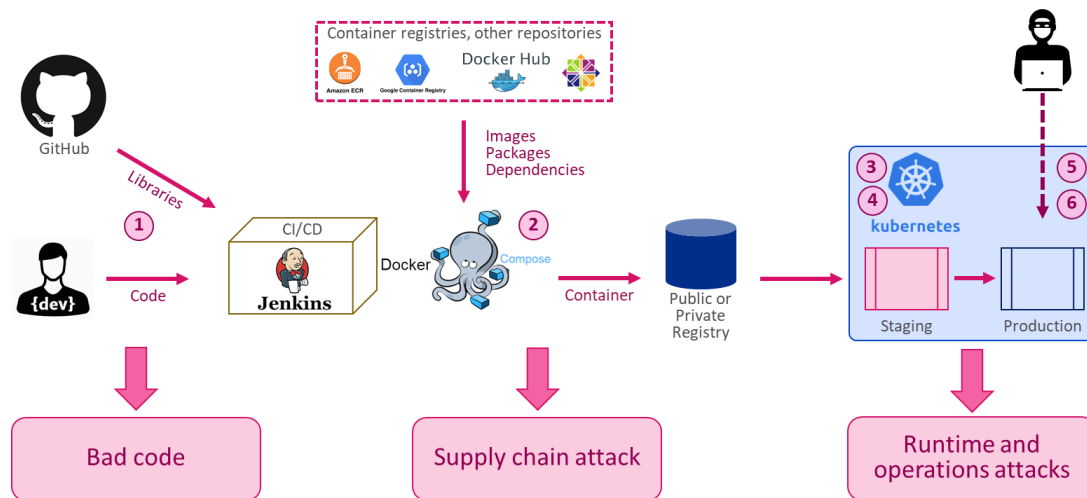 Container registries, other repositories
Docker Hub
Amazon ECR
Google Container Registry
GitHub
Images
Packages
Dependencies
Libraries
1
2
3
4
5
6
kubernetes
CI/CD
Jenkins
Docker
Compose
{dev}
Code
Container
Public or
Private
Registry
Staging
Production
Bad code
Supply chain attack
Runtime and
operations attacks